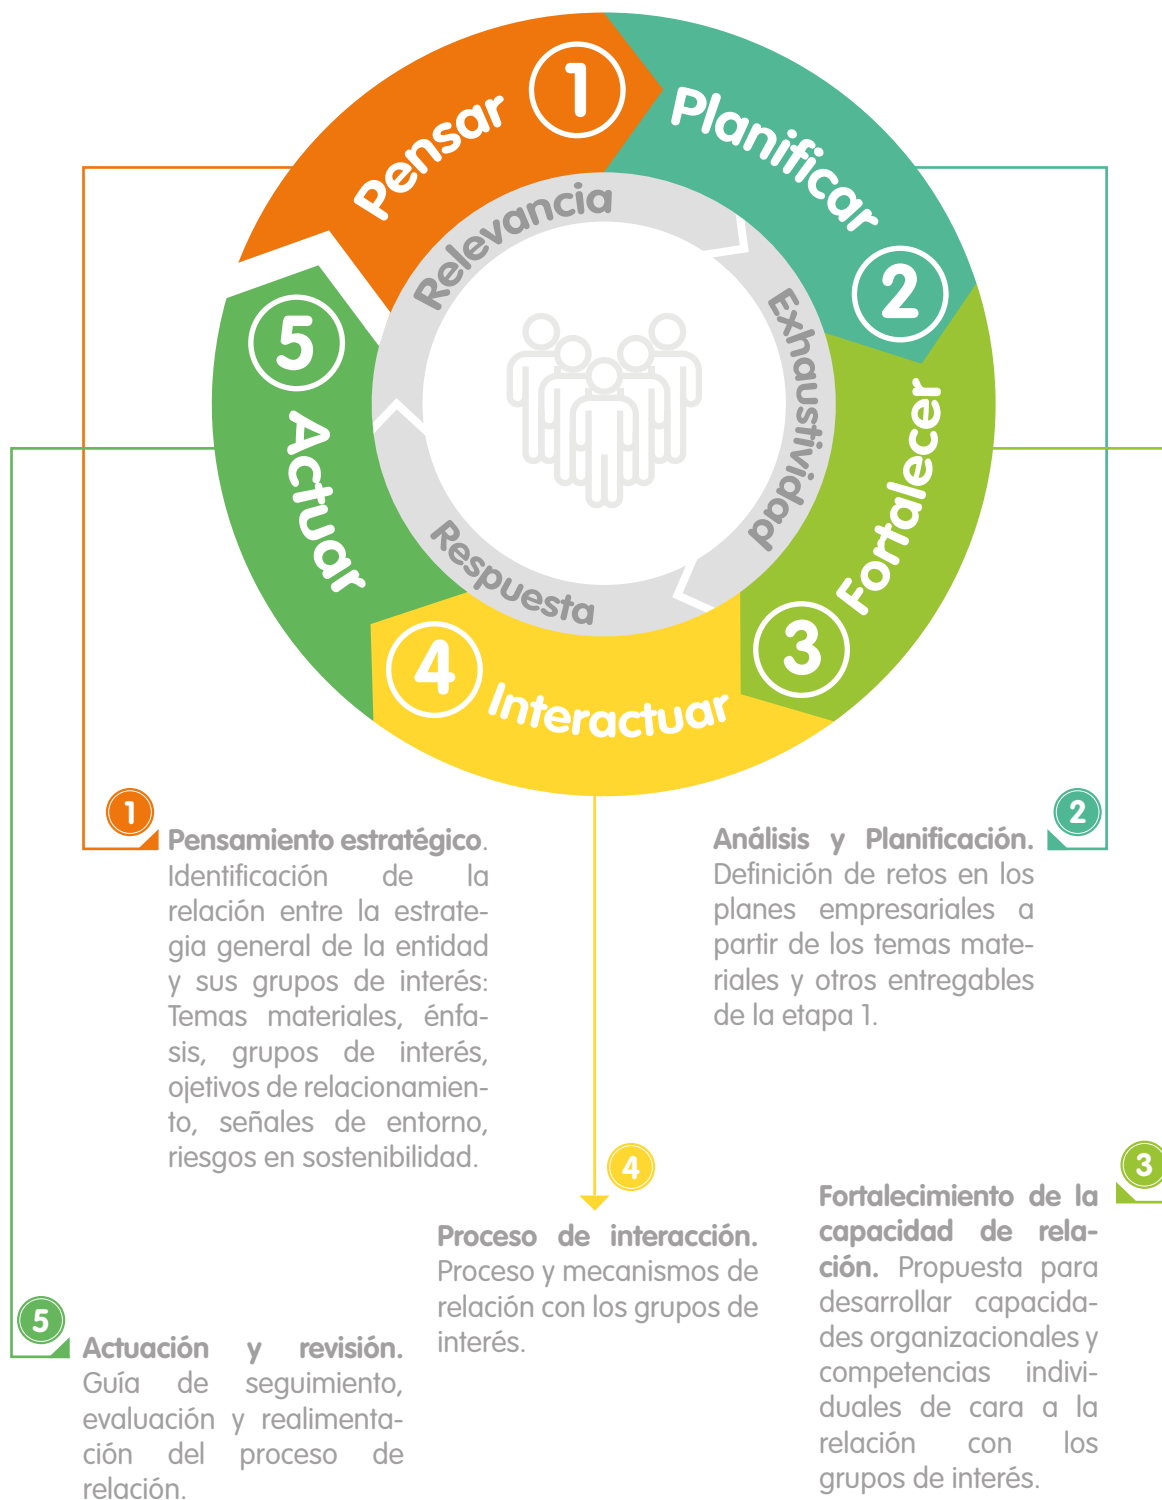 Pensar 1
Planificar 2
Fortalecer
3
Interactuar
4
Actuar
5
Relevancia
Exhaustividad
Respuesta
1
Pensamiento estratégico.
Identificación de la
relación entre la estrate-
gia general de la entidad
y sus grupos de interés:
Temas materiales, énfa-
sis, grupos de interés,
ojetivos de relacionamien-
to, señales de entorno,
riesgos en sostenibilidad.
2
Análisis y Planificación.
Definición de retos en los
planes empresariales a
partir de los temas mate-
riales y otros entregables
de la etapa 1.
3
Fortalecimiento de la
capacidad de rela-
ción. Propuesta para
desarrollar capacida-
des organizacionales y
competencias indivi-
duales de cara a la
relación con los
grupos de interés.
4
Proceso de interacción.
Proceso y mecanismos de
relación con los grupos de
interés.
5
Actuación y revisión.
Guía de seguimiento,
evaluación y realimenta-
ción del proceso de
relación.